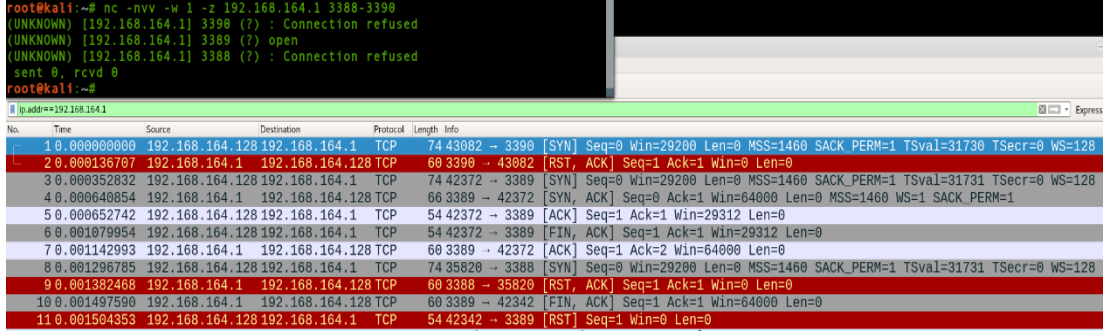 root@kali:~# nc -nvv -w 1 -z 192.168.164.1 3388-3390
(UNKNOWN) [192.168.164.1] 3390 (?) : Connection refused
(UNKNOWN) [192.168.164.1] 3389 (?) open
(UNKNOWN) [192.168.164.1] 3388 (?) : Connection refused
sent 0, rcvd 0
root@kali:~#
ip.addr==192.168.164.1 Express
No. Time Source Destination Protocol Length Info
1 0.000000000 192.168.164.128 192.168.164.1 TCP 74 43082 → 3390 [SYN] Seq=0 Win=29200 Len=0 MSS=1460 SACK_PERM=1 TSval=31730 TSecr=0 WS=128
2 0.000136707 192.168.164.1 192.168.164.128 TCP 60 3390 → 43082 [RST, ACK] Seq=1 Ack=1 Win=0 Len=0
3 0.000352832 192.168.164.128 192.168.164.1 TCP 74 42372 → 3389 [SYN] Seq=0 Win=29200 Len=0 MSS=1460 SACK_PERM=1 TSval=31731 TSecr=0 WS=128
4 0.000640854 192.168.164.1 192.168.164.128 TCP 66 3389 → 42372 [SYN, ACK] Seq=0 Ack=1 Win=64000 Len=0 MSS=1460 WS=1 SACK_PERM=1
5 0.000652742 192.168.164.128 192.168.164.1 TCP 54 42372 → 3389 [ACK] Seq=1 Ack=1 Win=29312 Len=0
6 0.001079954 192.168.164.128 192.168.164.1 TCP 54 42372 → 3389 [FIN, ACK] Seq=1 Ack=1 Win=29312 Len=0
7 0.001142993 192.168.164.1 192.168.164.128 TCP 60 3389 → 42372 [ACK] Seq=1 Ack=2 Win=64000 Len=0
8 0.001296785 192.168.164.128 192.168.164.1 TCP 74 35820 → 3388 [SYN] Seq=0 Win=29200 Len=0 MSS=1460 SACK_PERM=1 TSval=31731 TSecr=0 WS=128
9 0.001382468 192.168.164.1 192.168.164.128 TCP 60 3388 → 35820 [RST, ACK] Seq=1 Ack=1 Win=0 Len=0
10 0.001497590 192.168.164.1 192.168.164.128 TCP 60 3389 → 42342 [FIN, ACK] Seq=1 Ack=1 Win=64000 Len=0
11 0.001504353 192.168.164.128 192.168.164.1 TCP 54 42342 → 3389 [RST] Seq=1 Win=0 Len=0